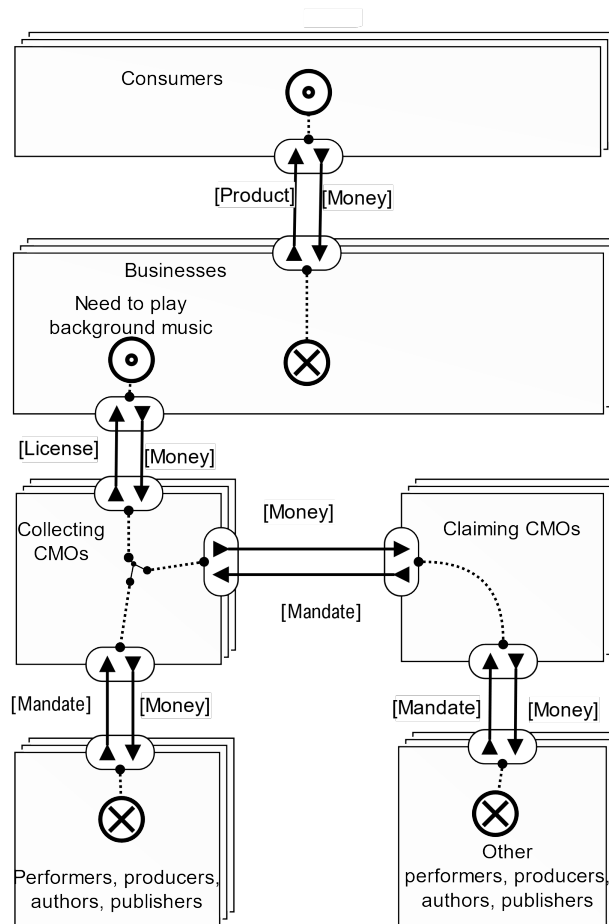 Consumers
[Product]
[Money]
Businesses
Need to play
background music
[License]
[Money]
Collecting
CMOs
[Money]
Claiming CMOs
[Mandate]
[Mandate]
[Money]
[Mandate]
[Money]
Performers, producers,
authors, publishers
Other
performers, producers,
authors, publishers